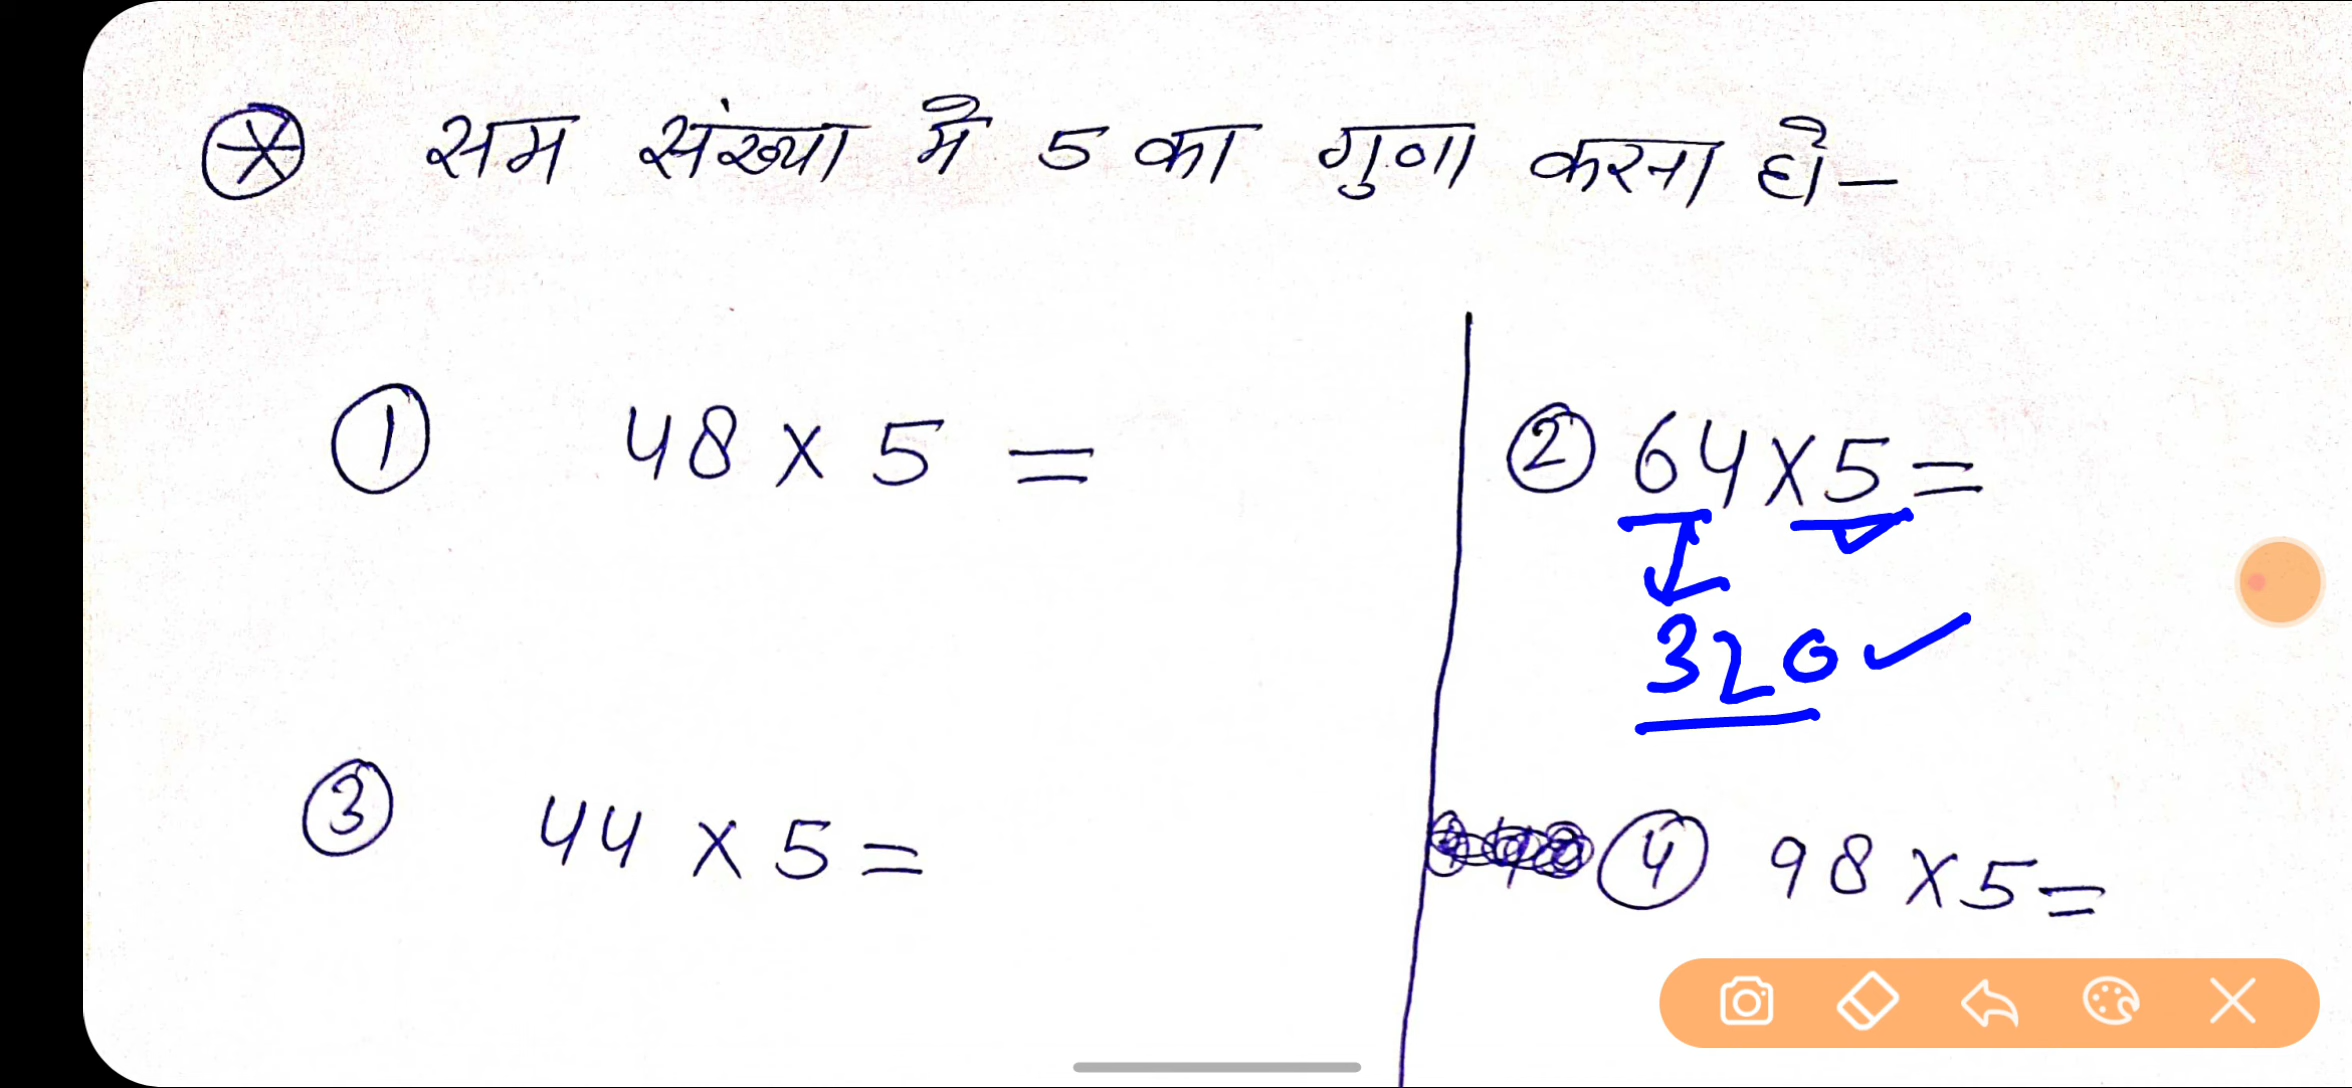 सम संख्या में 5 का गुणा करना हो–
① 48 × 5 =
② 64 × 5 =
320 ✓
③ 44 × 5 =
④ 98 × 5 =